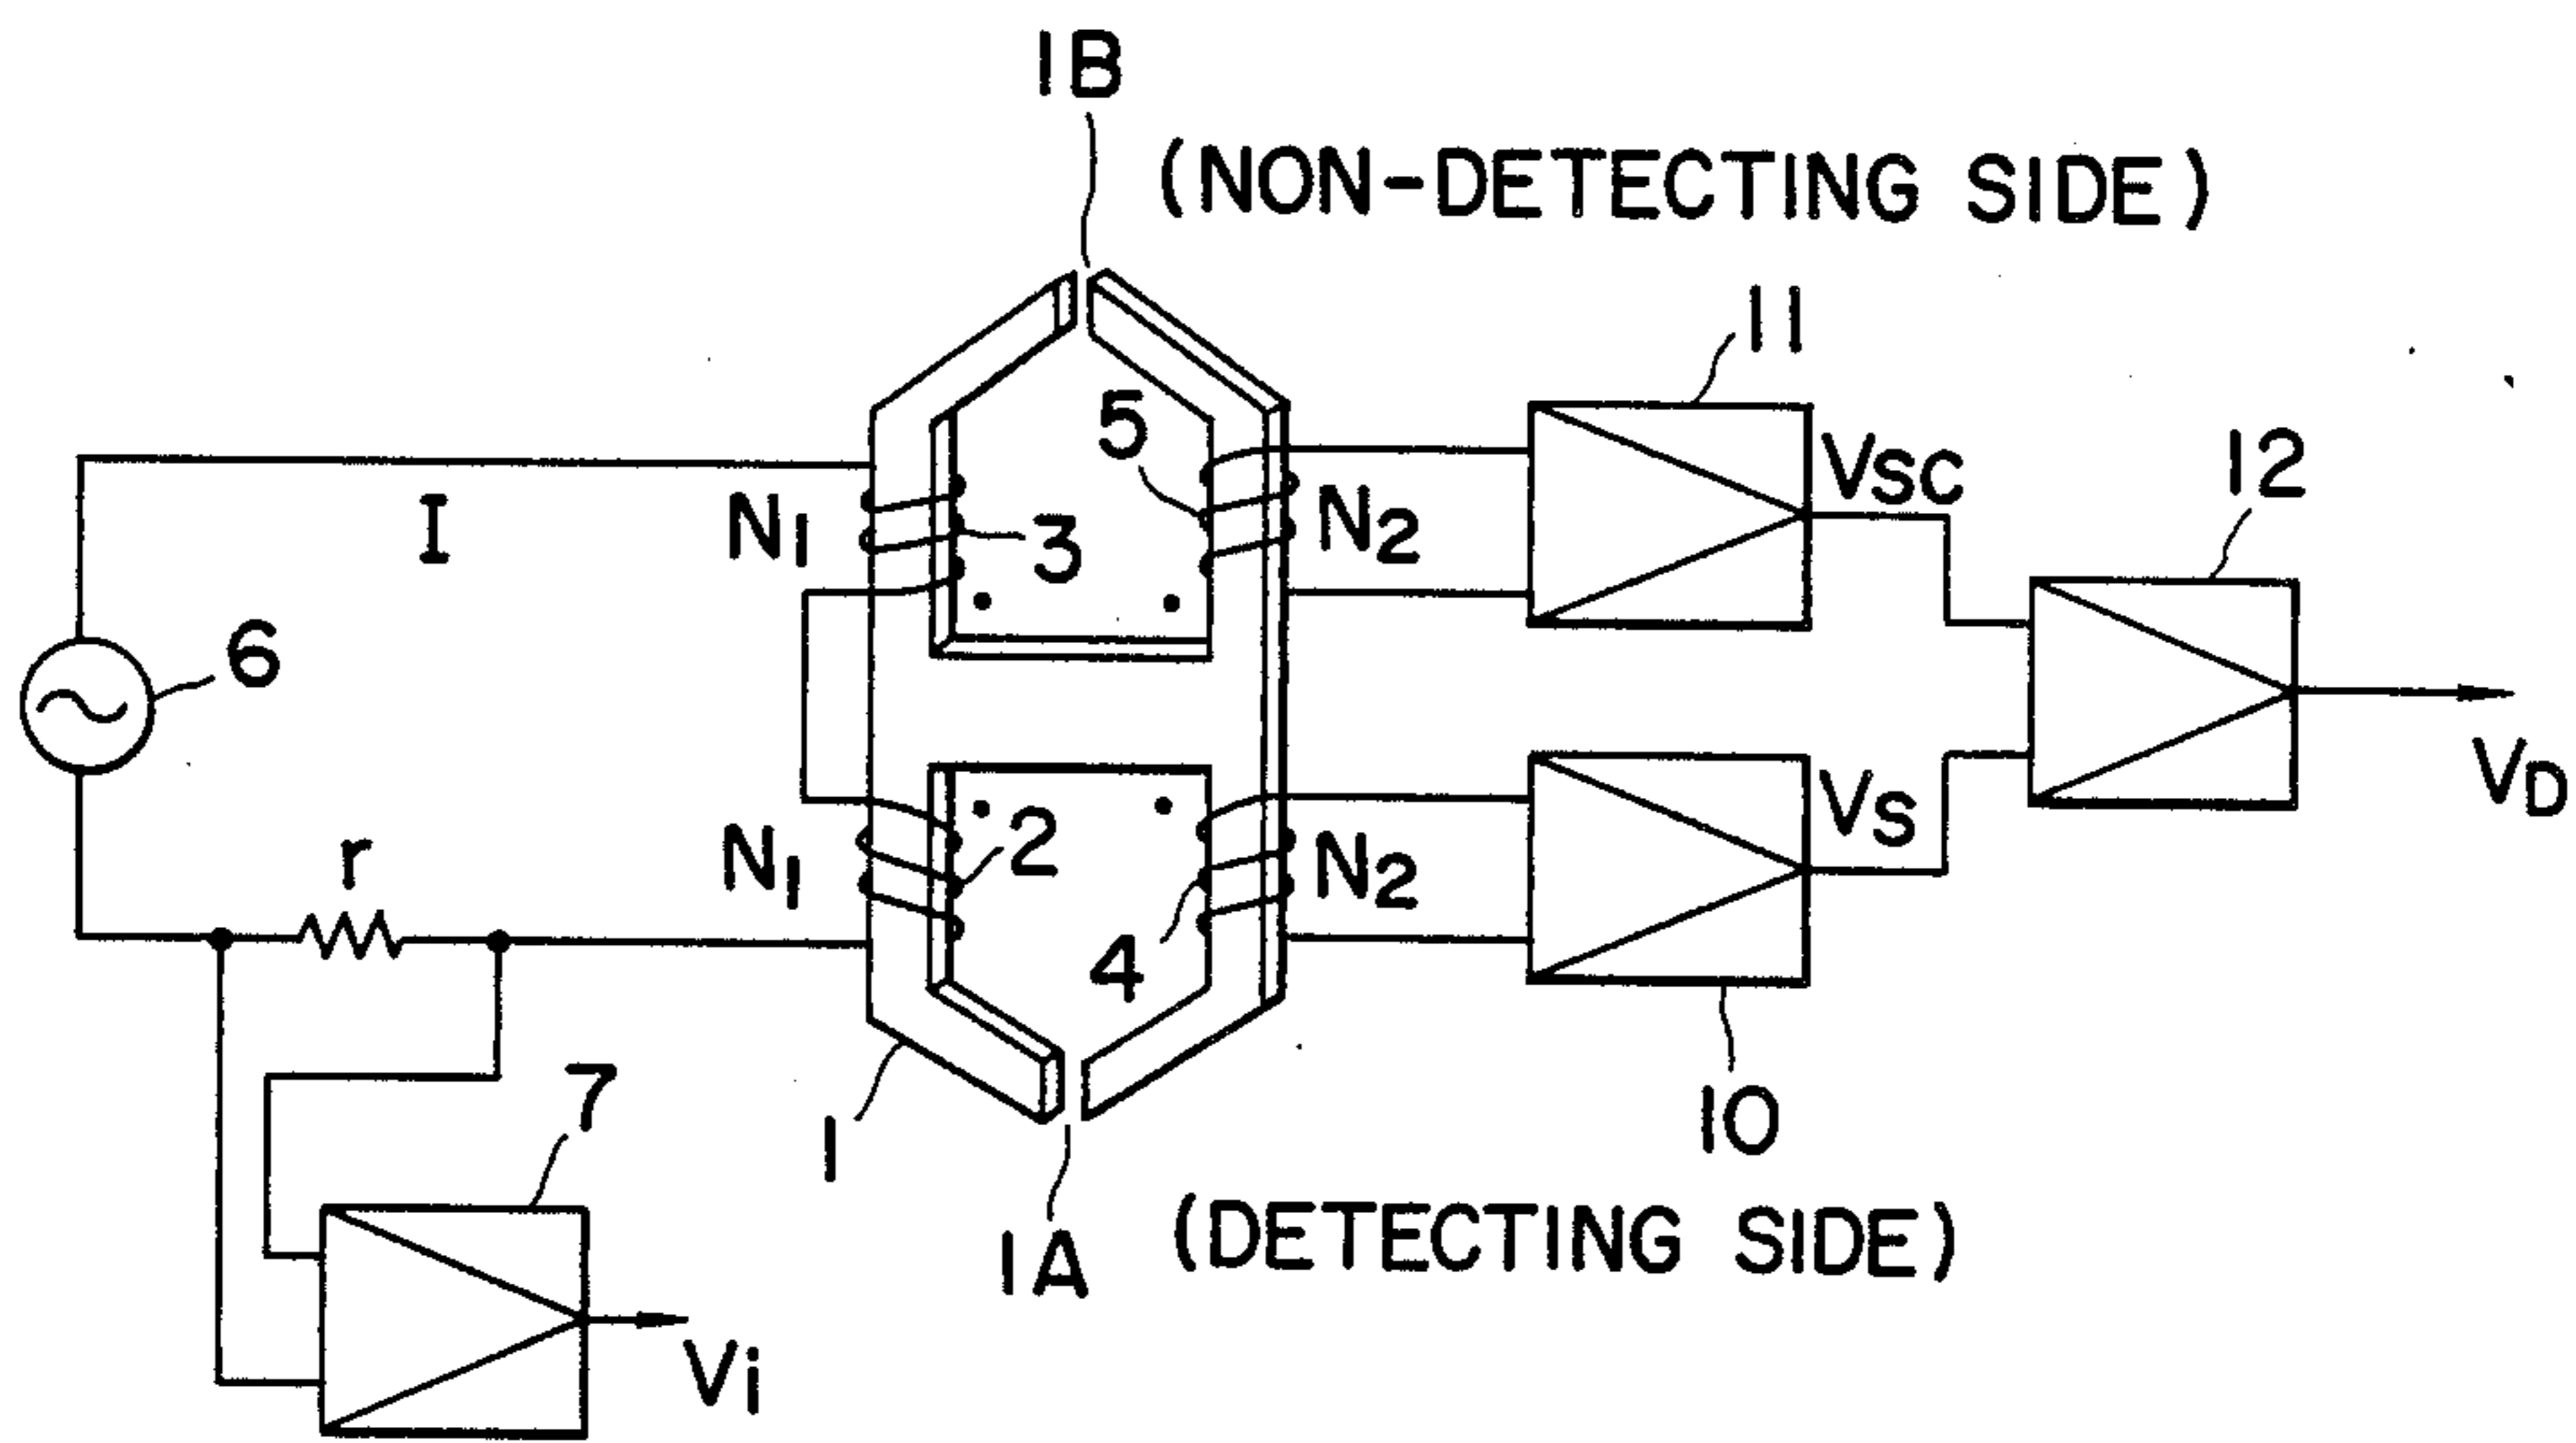 1B
(NON-DETECTING SIDE)
11
5
VSC
12
I
N1
3
N2
6
VS
VD
r
N1
2
N2
4
7
1
10
1A
(DETECTING SIDE)
Vi